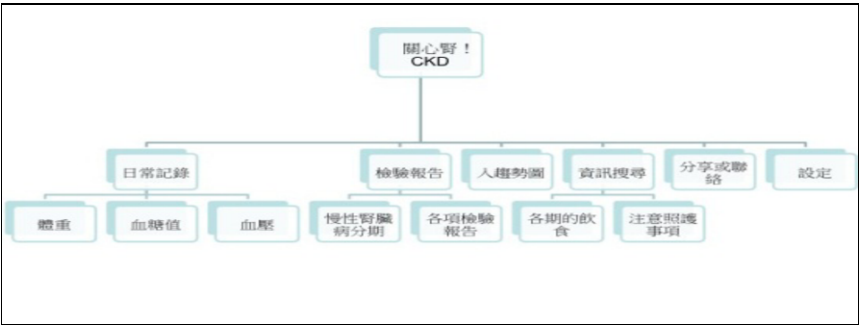 關心腎！
CKD
日常記錄
檢驗報告
入趨勢圖
資訊搜尋
分享或聯
絡
設定
體重
血糖值
血壓
慢性腎臟
病分期
各項檢驗
報告
各期的飲
食
注意照護
事項